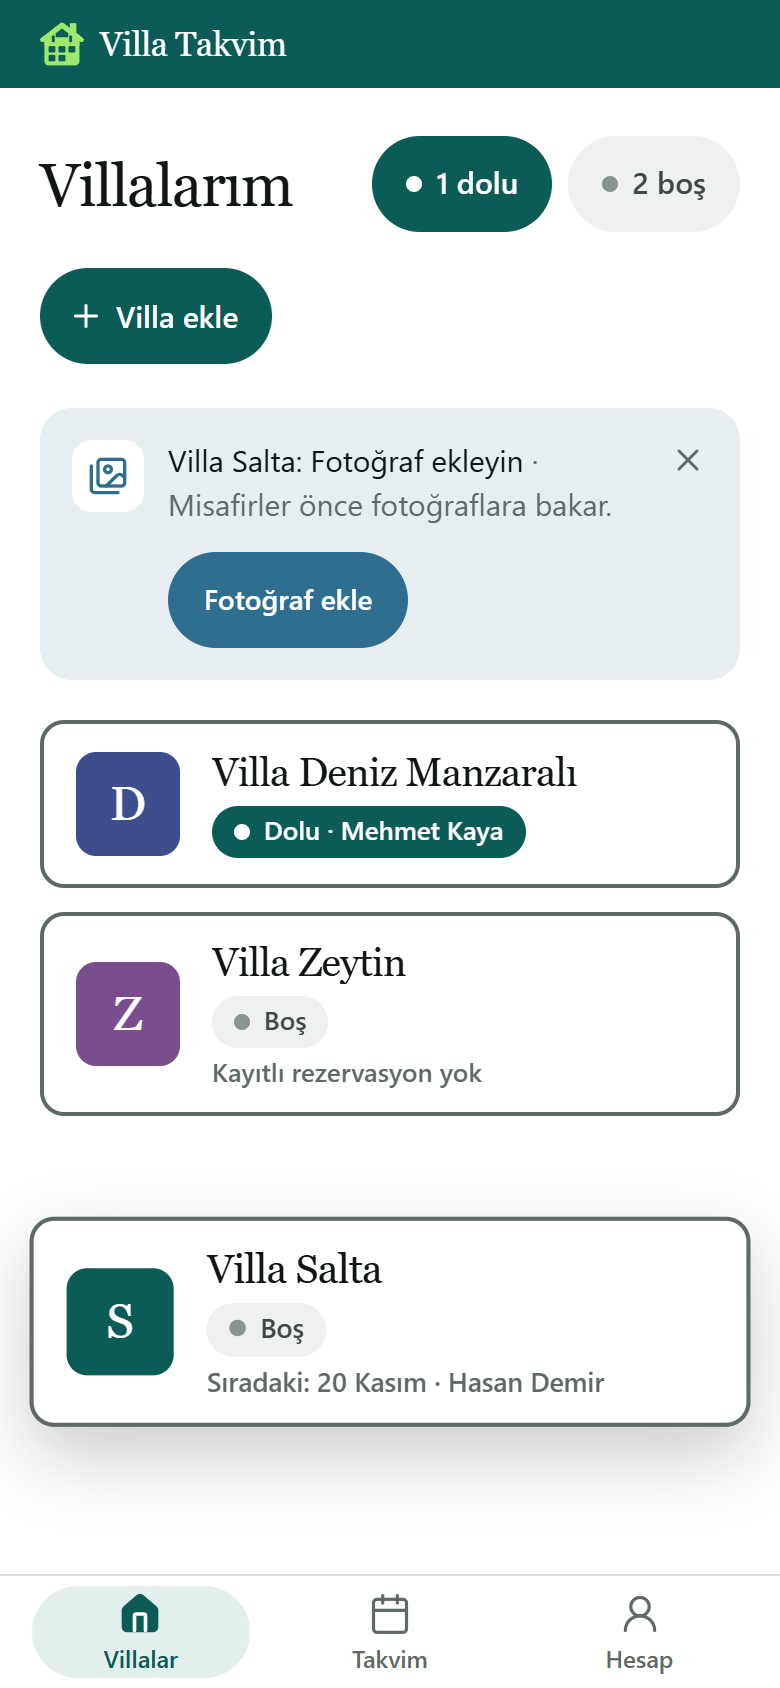 Villa Takvim
Villalarım
1 dolu
2 boş
+ Villa ekle
Villa Salta: Fotoğraf ekleyin ·
Misafirler önce fotoğraflara bakar.
Fotoğraf ekle
D
Villa Deniz Manzaralı
Dolu · Mehmet Kaya
Z
Villa Zeytin
Boş
Kayıtlı rezervasyon yok
S
Villa Salta
Boş
Sıradaki: 20 Kasım · Hasan Demir
Villalar
Takvim
Hesap